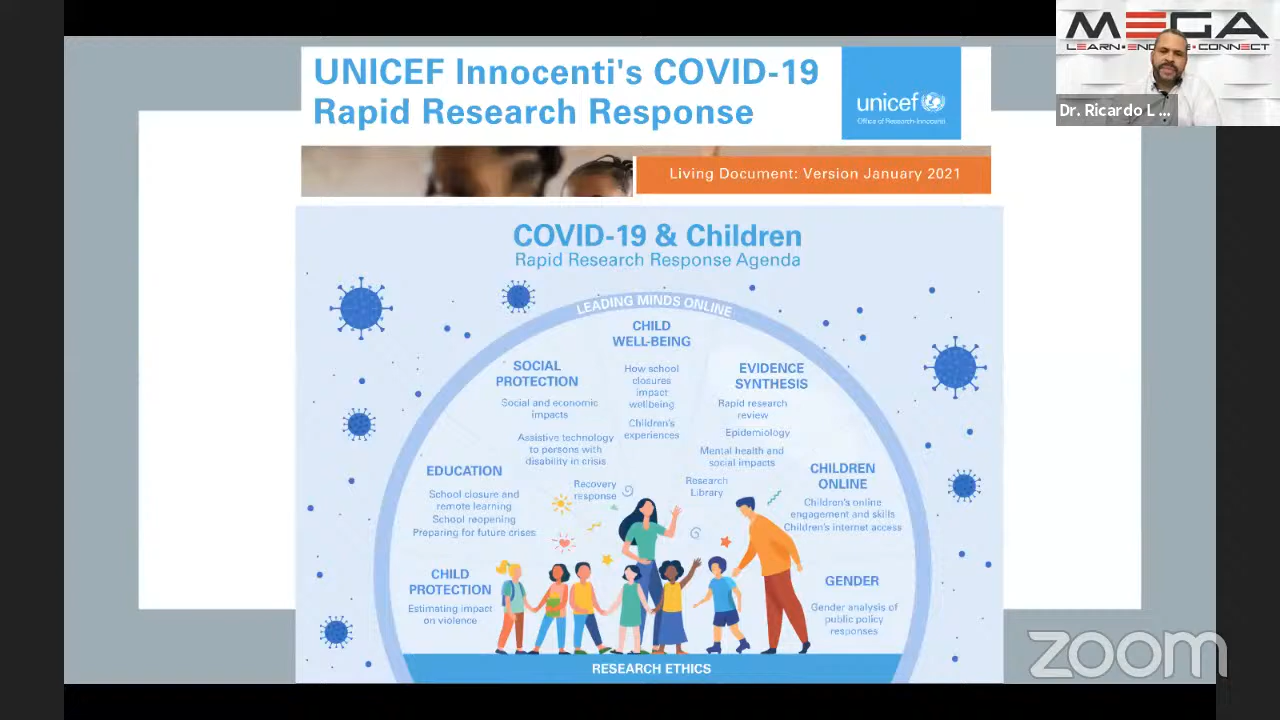 UNICEF Innocenti's COVID-19
Rapid Research Response
unicef
Office of Research-Innocenti
Living Document: Version January 2021
MEGA
LEARN
CONNECT
Dr. Ricardo L ...
COVID-19 & Children
Rapid Research Response Agenda
LEADING MINDS ONLINE
CHILD
WELL-BEING
How school
closures
impact
wellbeing
Children's
experiences
SOCIAL
PROTECTION
Social and economic
impacts
Assistive technology
to persons with
disability in crisis
Recovery
response
EVIDENCE
SYNTHESIS
Rapid research
review
Epidemiology
Mental health and
social impacts
Research
Library
EDUCATION
School closure and
remote learning
School reopening
Preparing for future crises
CHILDREN
ONLINE
Children's online
engagement and skills
Children's internet access
CHILD
PROTECTION
Estimating impact
on violence
GENDER
Gender analysis of
public policy
responses
RESEARCH ETHICS
zoom